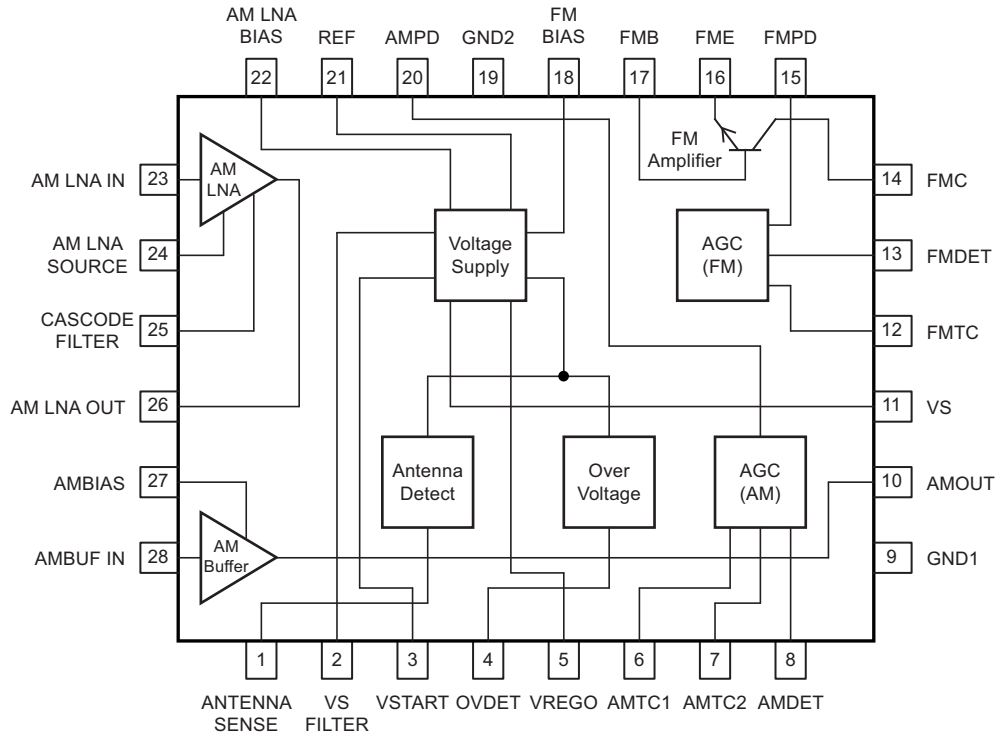 AM LNA
BIAS
REF
AMPD
GND2
FM
BIAS
FMB
FME
FMPD
22
21
20
19
18
17
16
15
FM
Amplifier
AM LNA IN
23
AM
LNA
14
FMC
AM LNA
SOURCE
24
Voltage
Supply
AGC
(FM)
13
FMDET
CASCODE
FILTER
25
12
FMTC
AM LNA OUT
26
11
VS
AMBIAS
27
Antenna
Detect
Over
Voltage
AGC
(AM)
10
AMOUT
AMBUF IN
28
AM
Buffer
9
GND1
1
2
3
4
5
6
7
8
ANTENNA
SENSE
VS
FILTER
VSTART
OVDET
VREGO
AMTC1
AMTC2
AMDET